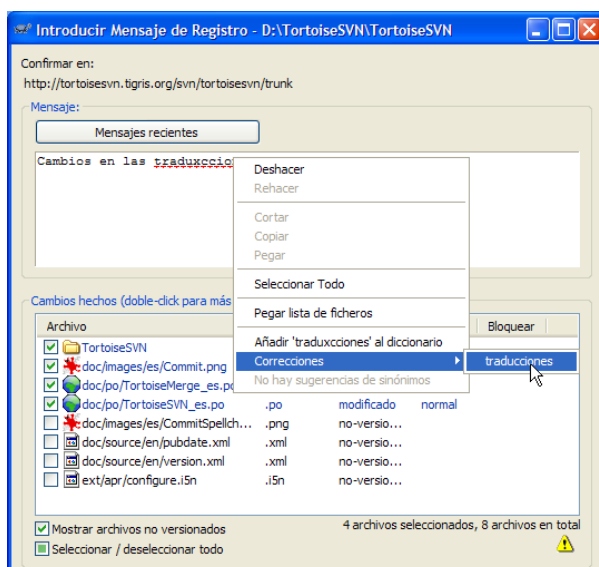 Introducir Mensaje de Registro - D:\TortoiseSVN\TortoiseSVN
Confirmar en:
http://tortoisesvn.tigris.org/svn/tortoisesvn/trunk
Mensaje:
Mensajes recientes
Cambios en las traduxccio
Deshacer
Rehacer
Cortar
Copiar
Pegar
Seleccionar Todo
Pegar lista de ficheros
Añadir 'traduxcciones' al diccionario
Correcciones
traducciones
No hay sugerencias de sinónimos
Cambios hechos (doble-click para más
Archivo Bloquear
TortoiseSVN
doc/images/es/Commit.png
doc/po/TortoiseMerge_es.po
doc/po/TortoiseSVN_es.po .po modificado normal
doc/images/es/CommitSpellch... .png no-versio...
doc/source/en/pubdate.xml .xml no-versio...
doc/source/en/version.xml .xml no-versio...
ext/apr/configure.i5n .i5n no-versio...
Mostrar archivos no versionados 4 archivos seleccionados, 8 archivos en total
Seleccionar / deseleccionar todo